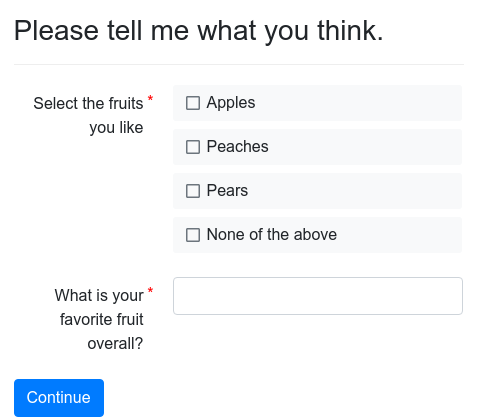 Please tell me what you think.
Select the fruits *
you like
Apples
Peaches
Pears
None of the above
What is your *
favorite fruit
overall?
Continue